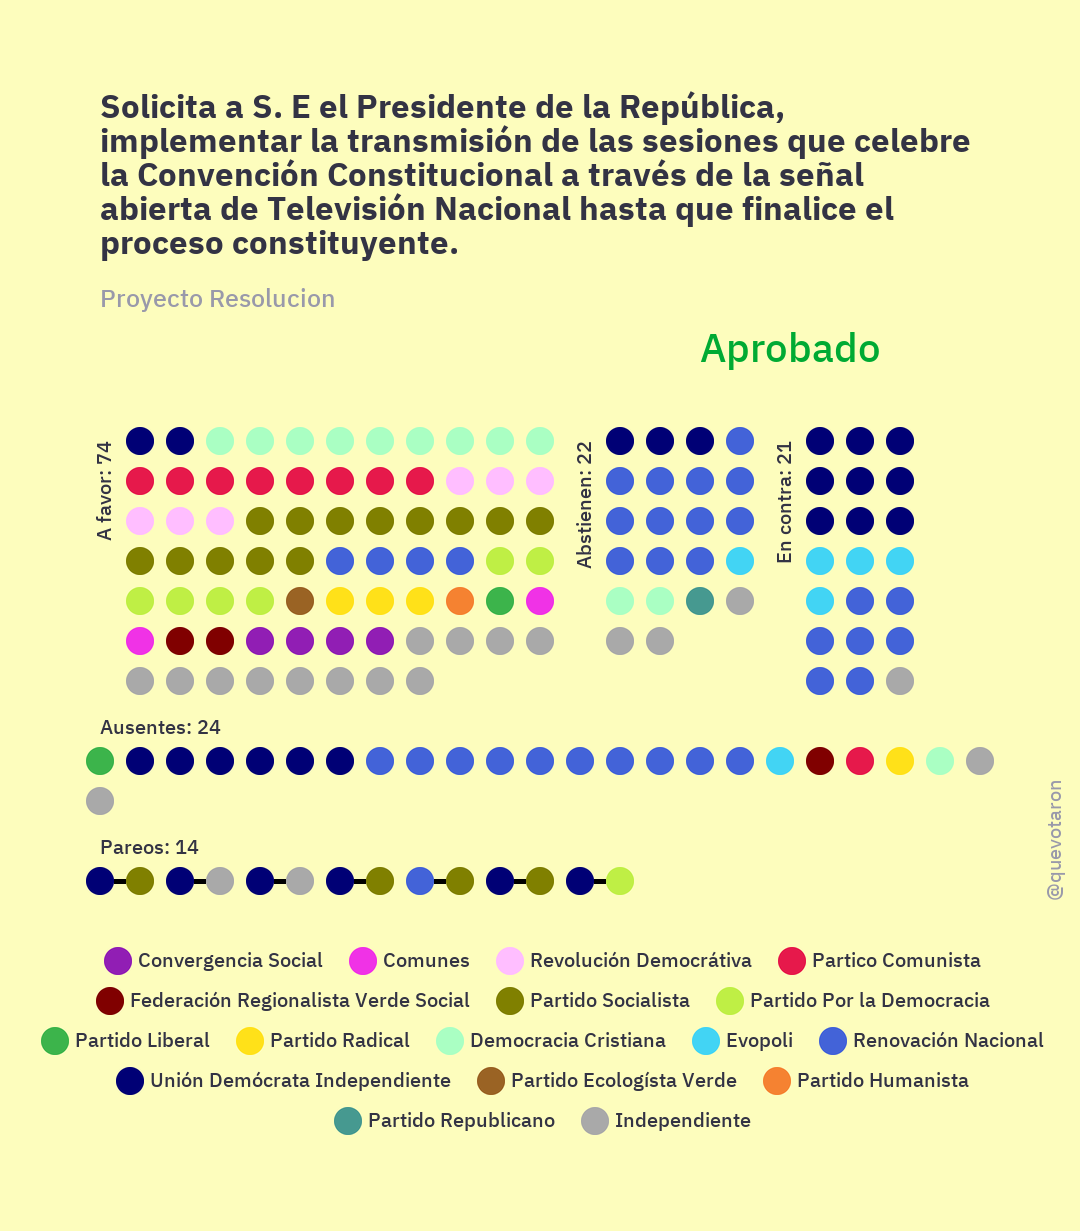 Solicita a S. E el Presidente de la República,
implementar la transmisión de las sesiones que celebre
la Convención Constitucional a través de la señal
abierta de Televisión Nacional hasta que finalice el
proceso constituyente.
Proyecto Resolucion
Aprobado
A favor: 74
Abstienen: 22
En contra: 21
Ausentes: 24
Pareos: 14
@quevotaron
Convergencia Social Comunes Revolución Democrátiva Partico Comunista
Federación Regionalista Verde Social Partido Socialista Partido Por la Democracia
Partido Liberal Partido Radical Democracia Cristiana Evopoli Renovación Nacional
Unión Demócrata Independiente Partido Ecologísta Verde Partido Humanista
Partido Republicano Independiente